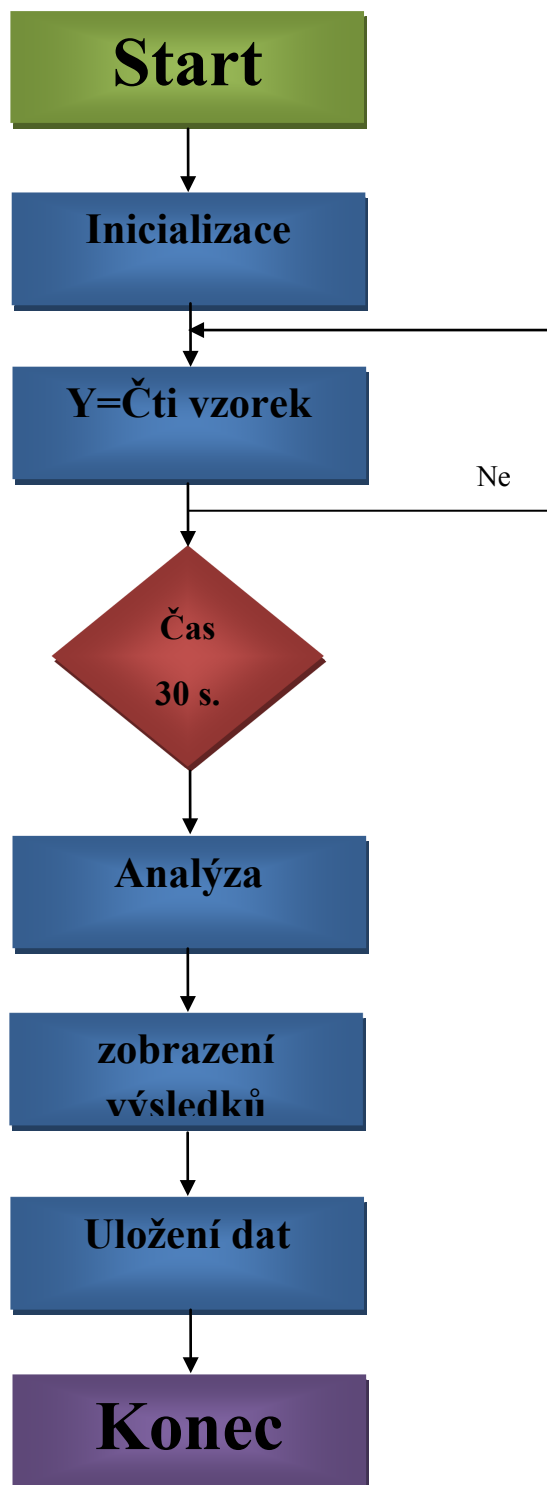 Start
Inicializace
Y=Čti vzorek
Ne
Čas
30 s.
Analýza
zobrazení
výsledků
Uložení dat
Konec